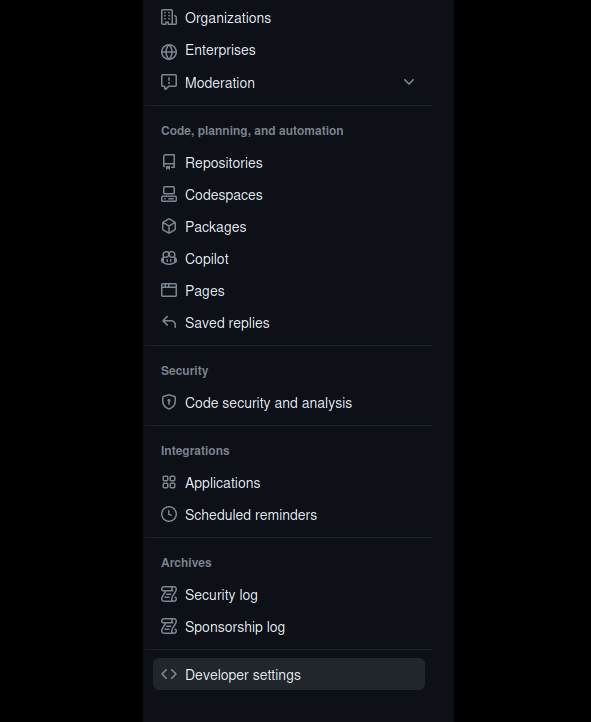 Organizations
Enterprises
Moderation
Code, planning, and automation
Repositories
Codespaces
Packages
Copilot
Pages
Saved replies
Security
Code security and analysis
Integrations
Applications
Scheduled reminders
Archives
Security log
Sponsorship log
Developer settings